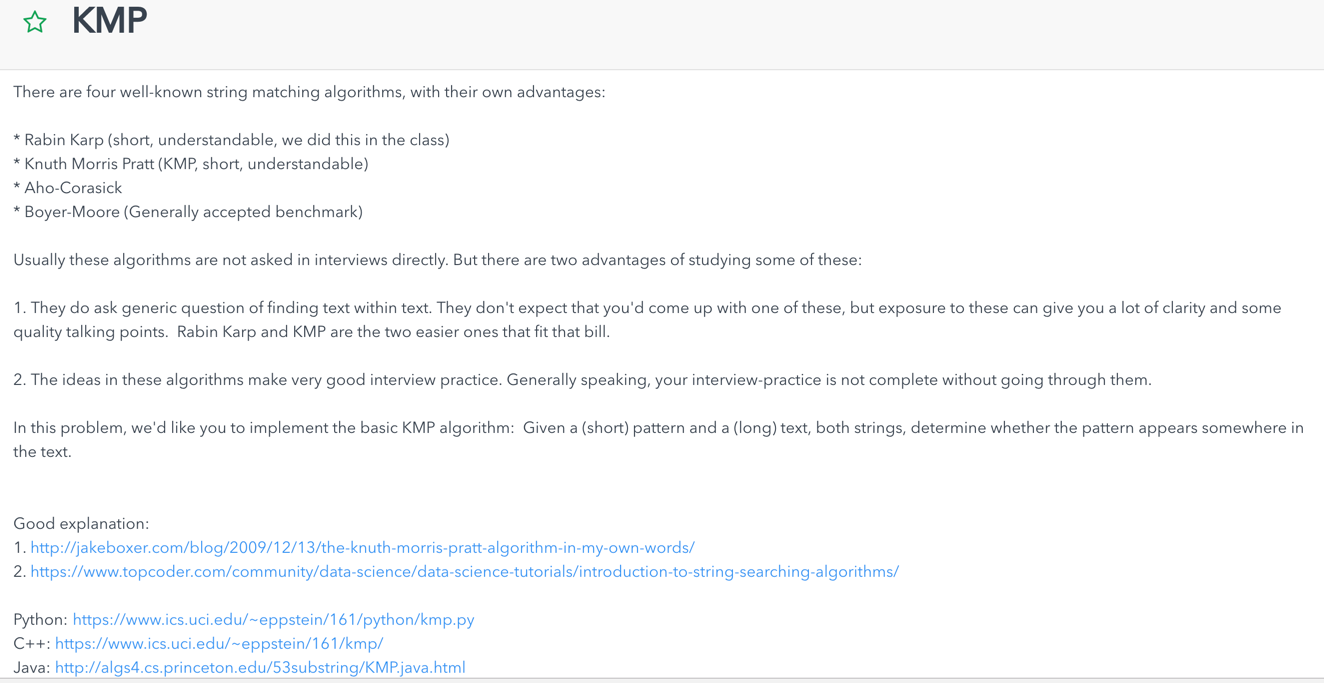 KMP
There are four well-known string matching algorithms, with their own advantages:
* Rabin Karp (short, understandable, we did this in the class)
* Knuth Morris Pratt (KMP, short, understandable)
* Aho-Corasick
* Boyer-Moore (Generally accepted benchmark)
Usually these algorithms are not asked in interviews directly. But there are two advantages of studying some of these:
1. They do ask generic question of finding text within text. They don't expect that you'd come up with one of these, but exposure to these can give you a lot of clarity and some
quality talking points.  Rabin Karp and KMP are the two easier ones that fit that bill.
2. The ideas in these algorithms make very good interview practice. Generally speaking, your interview-practice is not complete without going through them.
In this problem, we'd like you to implement the basic KMP algorithm:  Given a (short) pattern and a (long) text, both strings, determine whether the pattern appears somewhere in
the text.
Good explanation:
1. http://jakeboxer.com/blog/2009/12/13/the-knuth-morris-pratt-algorithm-in-my-own-words/
2. https://www.topcoder.com/community/data-science/data-science-tutorials/introduction-to-string-searching-algorithms/
Python: https://www.ics.uci.edu/~eppstein/161/python/kmp.py
C++: https://www.ics.uci.edu/~eppstein/161/kmp/
Java: http://algs4.cs.princeton.edu/53substring/KMP.java.html